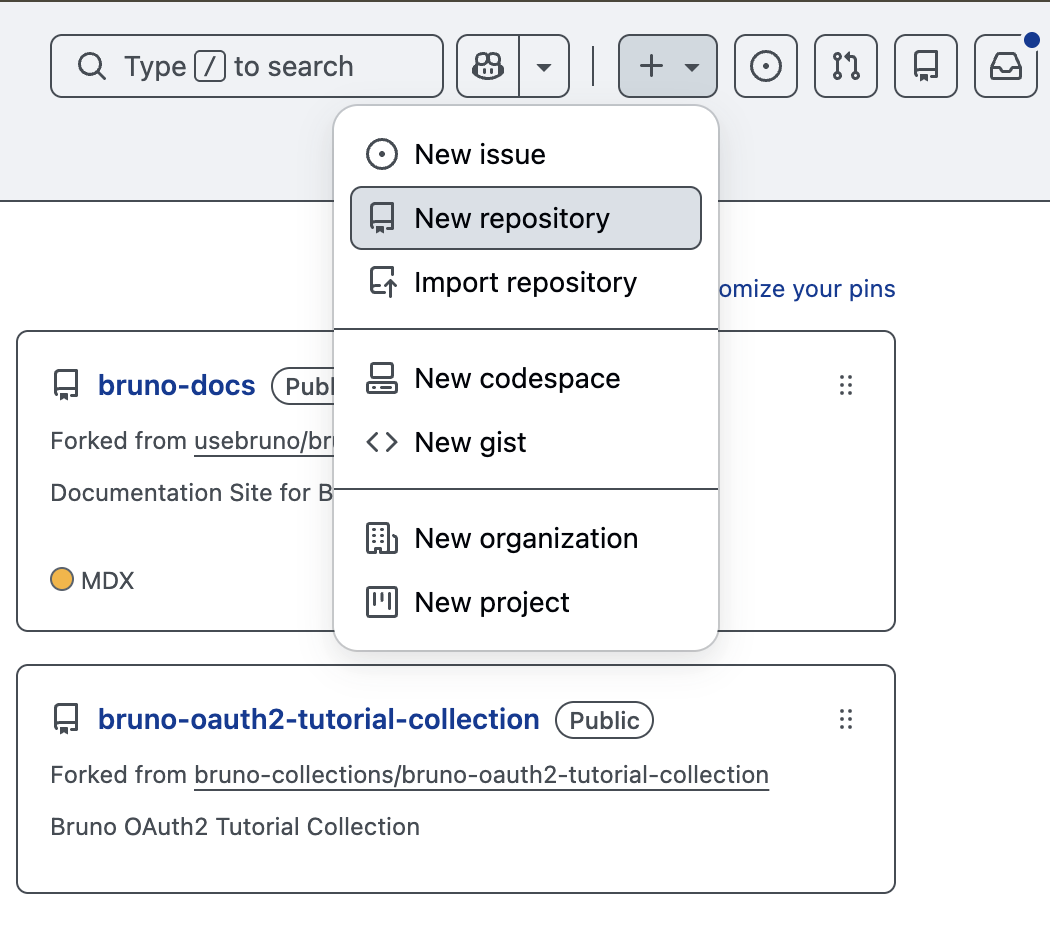 Type / to search
New issue
New repository
Import repository
omize your pins
New codespace
New gist
New organization
New project
bruno-docs Publ
Forked from usebruno/bru
Documentation Site for B
MDX
bruno-oauth2-tutorial-collection Public
Forked from bruno-collections/bruno-oauth2-tutorial-collection
Bruno OAuth2 Tutorial Collection